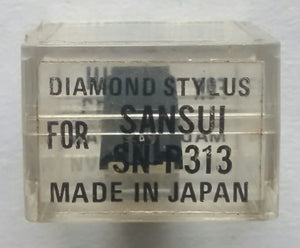 DIAMOND STYLUS
FOR SANSUI
SN-P313
MADE IN JAPAN